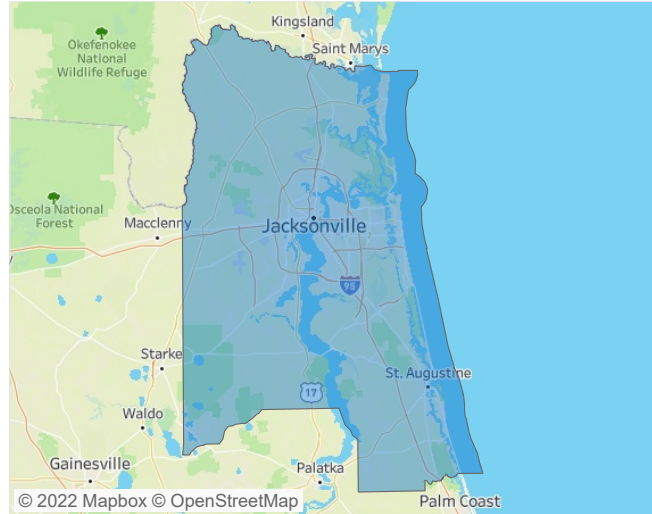 Kingsland
Saint Marys
Okefenokee
National
Wildlife Refuge
Osceola National
Forest
Macclenny
Jacksonville
95
Starke
St. Augustine
17
Waldo
Gainesville
Palatka
Palm Coast
© 2022 Mapbox © OpenStreetMap